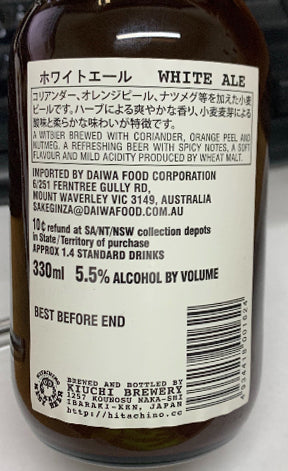 ホワイトエール WHITE ALE
コリアンダー、オレンジピール、ナツメグ等を加えた小麦
ビールです。ハーブによる爽やかな香り、小麦麦芽による
酸味と柔らかな味わいが特徴です。
A WITBIER BREWED WITH CORIANDER, ORANGE PEEL AND
NUTMEG. A REFRESHING BEER WITH SPICY NOTES, A SOFT
FLAVOUR AND MILD ACIDITY PRODUCED BY WHEAT MALT.
IMPORTED BY DAIWA FOOD CORPORATION
6/251 FERNTREE GULLY RD,
MOUNT WAVERLEY VIC 3149, AUSTRALIA
SAKEGINZA@DAIWAFOOD.COM.AU
10¢ refund at SA/NT/NSW collection depots
in State/Territory of purchase
APPROX 1.4 STANDARD DRINKS
330ml 5.5% ALCOHOL BY VOLUME
BEST BEFORE END
BREWED AND BOTTLED BY
KIUCHI BREWERY
1257 KOUNOSU NAKA-SHI
IBARAKI-KEN, JAPAN
http://hitachino.cc
4934418001624